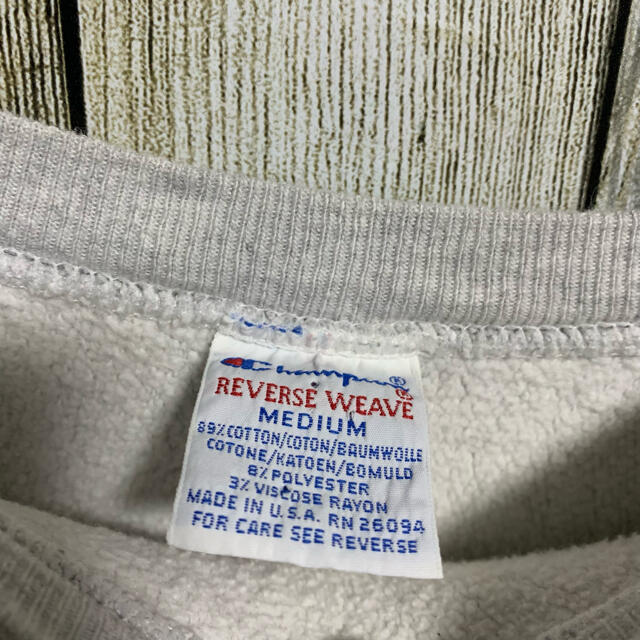 Champion®
REVERSE WEAVE®
MEDIUM
89% COTTON/COTON/BAUMWOLLE
COTONE/KATOEN/BOMULD
8% POLYESTER
3% VISCOSE RAYON
MADE IN U.S.A. RN 26094
FOR CARE SEE REVERSE